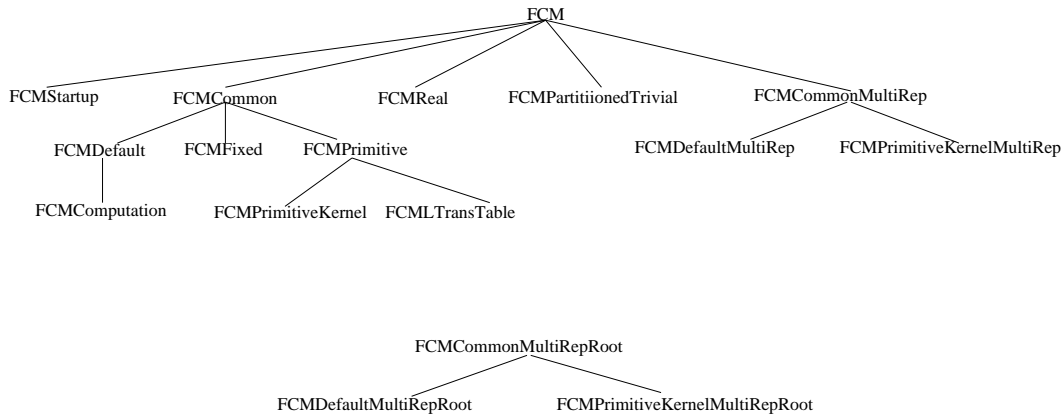 FCM
FCMStartup FCMCommon FCMReal FCMPartitiionedTrivial FCMCommonMultiRep
FCMDefault FCMFixed FCMPrimitive FCMDefaultMultiRep FCMPrimitiveKernelMultiRep
FCMComputation FCMPrimitiveKernel FCMLTransTable
FCMCommonMultiRepRoot
FCMDefaultMultiRepRoot FCMPrimitiveKernelMultiRepRoot